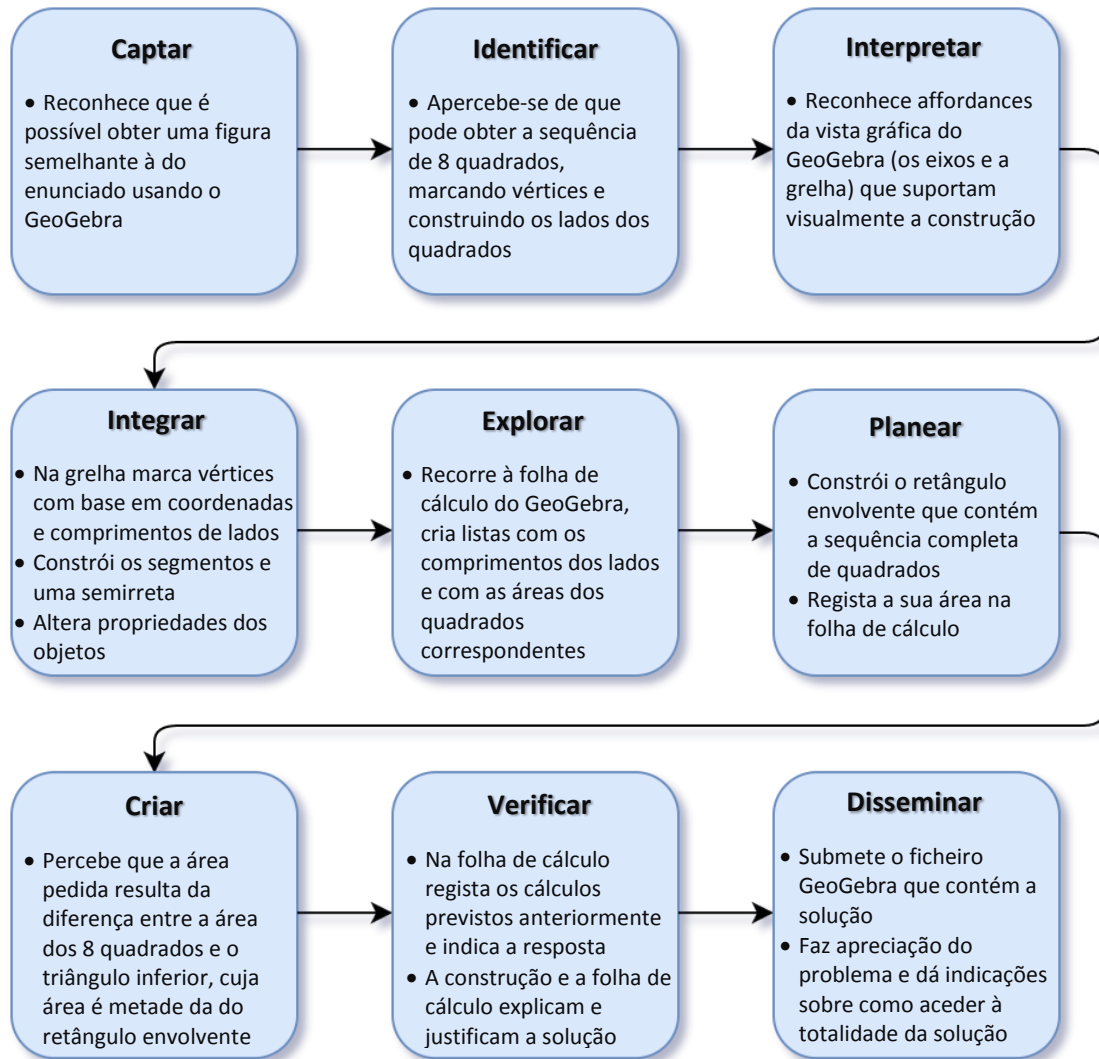 Captar
• Reconhece que é
possível obter uma figura
semelhante à do
enunciado usando o
GeoGebra
Identificar
• Apercebe-se de que
pode obter a sequência
de 8 quadrados,
marcando vértices e
construindo os lados dos
quadrados
Interpretar
• Reconhece affordances
da vista gráfica do
GeoGebra (os eixos e a
grelha) que suportam
visualmente a construção
Integrar
• Na grelha marca vértices
com base em coordenadas
e comprimentos de lados
• Constrói os segmentos e
uma semirreta
• Altera propriedades dos
objetos
Explorar
• Recorre à folha de
cálculo do GeoGebra,
cria listas com os
comprimentos dos lados
e com as áreas dos
quadrados
correspondentes
Planear
• Constrói o retângulo
envolvente que contém
a sequência completa
de quadrados
• Regista a sua área na
folha de cálculo
Criar
• Percebe que a área
pedida resulta da
diferença entre a área
dos 8 quadrados e o
triângulo inferior, cuja
área é metade da do
retângulo envolvente
Verificar
• Na folha de cálculo
regista os cálculos
previstos anteriormente
e indica a resposta
• A construção e a folha de
cálculo explicam e
justificam a solução
Disseminar
• Submete o ficheiro
GeoGebra que contém a
solução
• Faz apreciação do
problema e dá indicações
sobre como aceder à
totalidade da solução